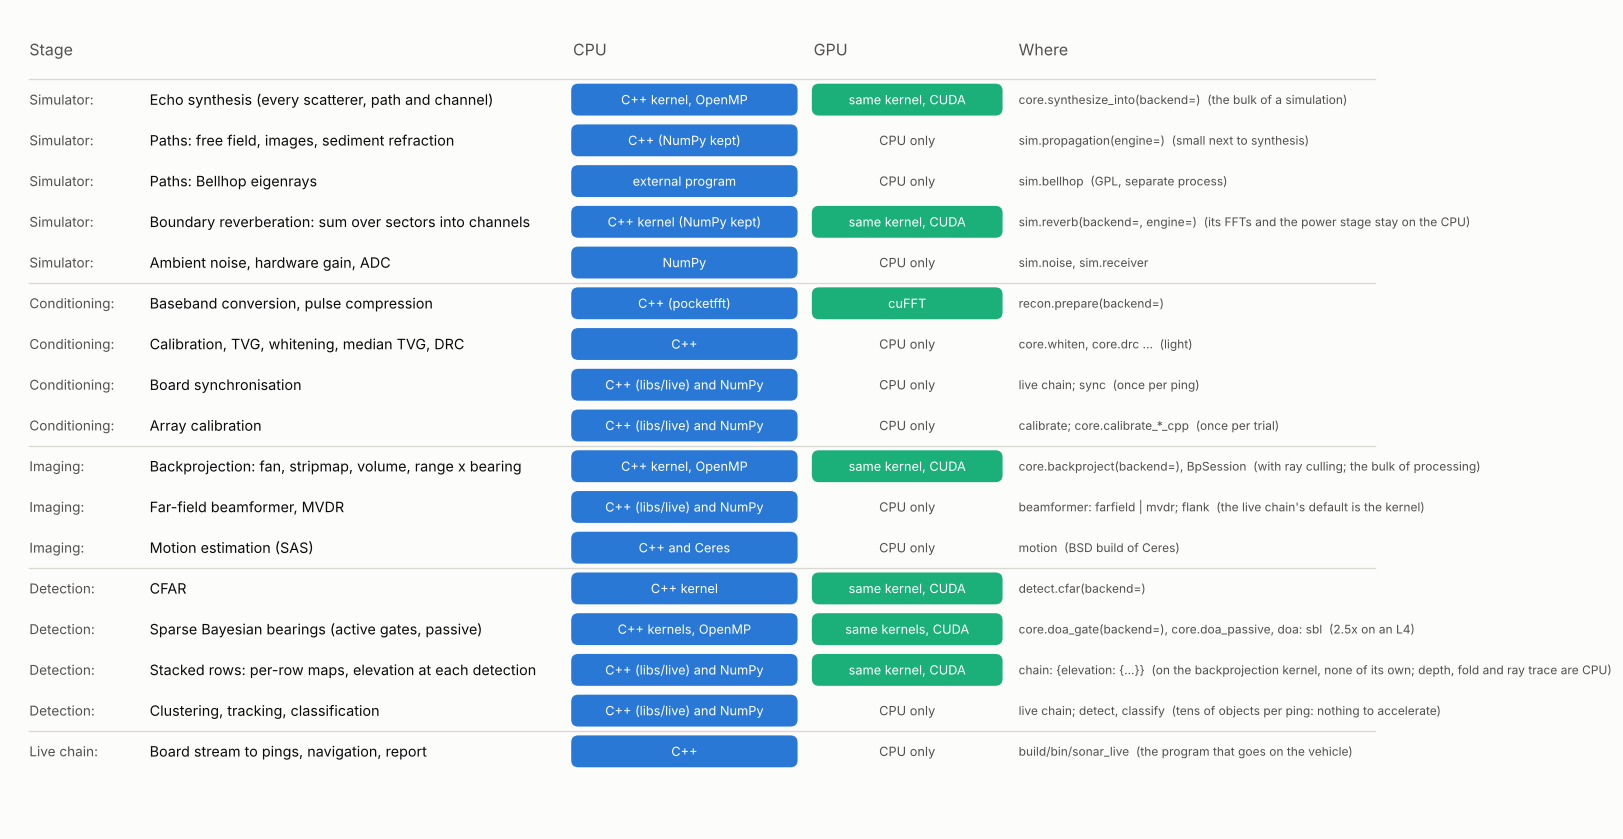 Stage CPU GPU Where
Simulator: Echo synthesis (every scatterer, path and channel) C++ kernel, OpenMP same kernel, CUDA core.synthesize_into(backend=) (the bulk of a simulation)
Simulator: Paths: free field, images, sediment refraction C++ (NumPy kept) CPU only sim.propagation(engine=) (small next to synthesis)
Simulator: Paths: Bellhop eigenrays external program CPU only sim.bellhop (GPL, separate process)
Simulator: Boundary reverberation: sum over sectors into channels C++ kernel (NumPy kept) same kernel, CUDA sim.reverb(backend=, engine=) (its FFTs and the power stage stay on the CPU)
Simulator: Ambient noise, hardware gain, ADC NumPy CPU only sim.noise, sim.receiver
Conditioning: Baseband conversion, pulse compression C++ (pocketfft) cuFFT recon.prepare(backend=)
Conditioning: Calibration, TVG, whitening, median TVG, DRC C++ CPU only core.whiten, core.drc ... (light)
Conditioning: Board synchronisation C++ (libs/live) and NumPy CPU only live chain; sync (once per ping)
Conditioning: Array calibration C++ (libs/live) and NumPy CPU only calibrate; core.calibrate_*_cpp (once per trial)
Imaging: Backprojection: fan, stripmap, volume, range x bearing C++ kernel, OpenMP same kernel, CUDA core.backproject(backend=), BpSession (with ray culling; the bulk of processing)
Imaging: Far-field beamformer, MVDR C++ (libs/live) and NumPy CPU only beamformer: farfield | mvdr; flank (the live chain's default is the kernel)
Imaging: Motion estimation (SAS) C++ and Ceres CPU only motion (BSD build of Ceres)
Detection: CFAR C++ kernel same kernel, CUDA detect.cfar(backend=)
Detection: Sparse Bayesian bearings (active gates, passive) C++ kernels, OpenMP same kernels, CUDA core.doa_gate(backend=), core.doa_passive, doa: sbl (2.5x on an L4)
Detection: Stacked rows: per-row maps, elevation at each detection C++ (libs/live) and NumPy same kernel, CUDA chain: {elevation: {...}} (on the backprojection kernel, none of its own; depth, fold and ray trace are CPU)
Detection: Clustering, tracking, classification C++ (libs/live) and NumPy CPU only live chain; detect, classify (tens of objects per ping: nothing to accelerate)
Live chain: Board stream to pings, navigation, report C++ CPU only build/bin/sonar_live (the program that goes on the vehicle)